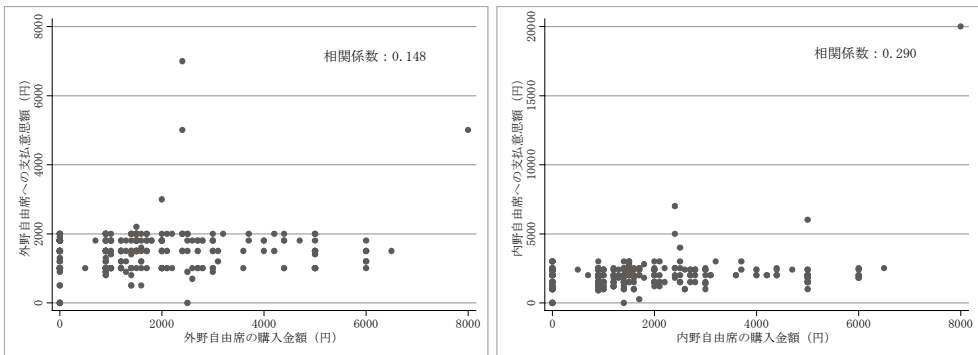 外野自由席への支払意思額（円）
8000
6000
4000
2000
0
相関係数：0.148
0 2000 4000 6000 8000
外野自由席の購入金額（円）
内野自由席への支払意思額（円）
20000
15000
10000
5000
0
相関係数：0.290
0 2000 4000 6000 8000
内野自由席の購入金額（円）